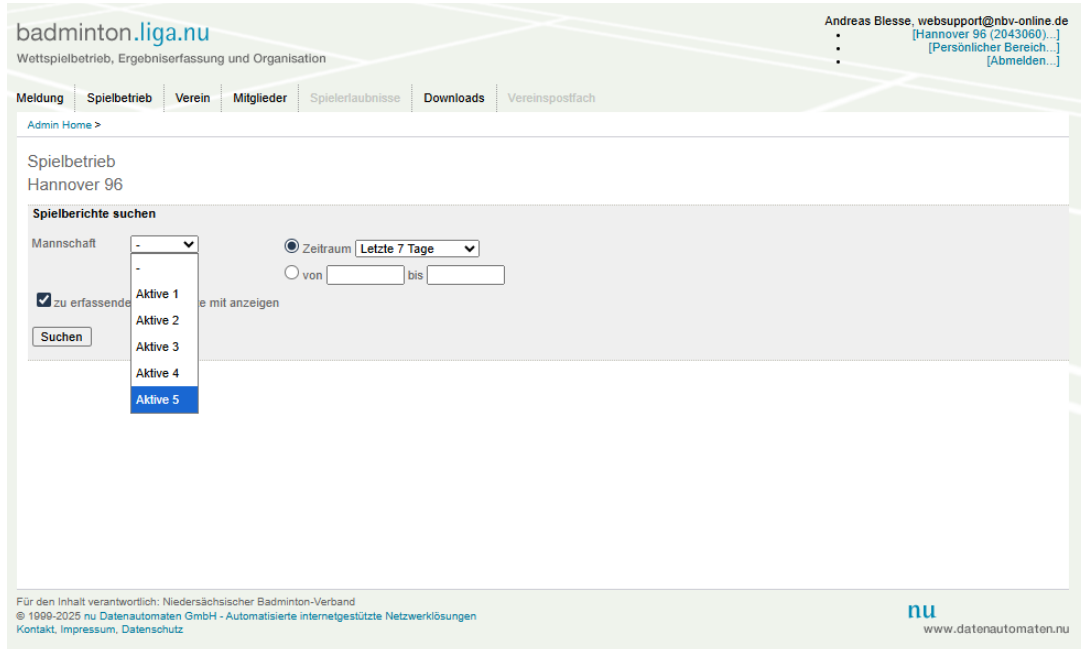 badminton.liga.nu
Wettspielbetrieb, Ergebniserfassung und Organisation
Andreas Blesse, websupport@nbv-online.de
[Hannover 96 (2043060)...]
[Persönlicher Bereich...]
[Abmelden...]
Meldung Spielbetrieb Verein Mitglieder Spielerlaubnisse Downloads Vereinspostfach
Admin Home >
Spielbetrieb
Hannover 96
Spielberichte suchen
Mannschaft - Zeitraum Letzte 7 Tage
von bis
-
Aktive 1
zu erfassende e mit anzeigen
Aktive 2
Suchen
Aktive 3
Aktive 4
Aktive 5
Für den Inhalt verantwortlich: Niedersächsischer Badminton-Verband
© 1999-2025 nu Datenautomaten GmbH - Automatisierte internetgestützte Netzwerklösungen
Kontakt, Impressum, Datenschutz
nu
www.datenautomaten.nu